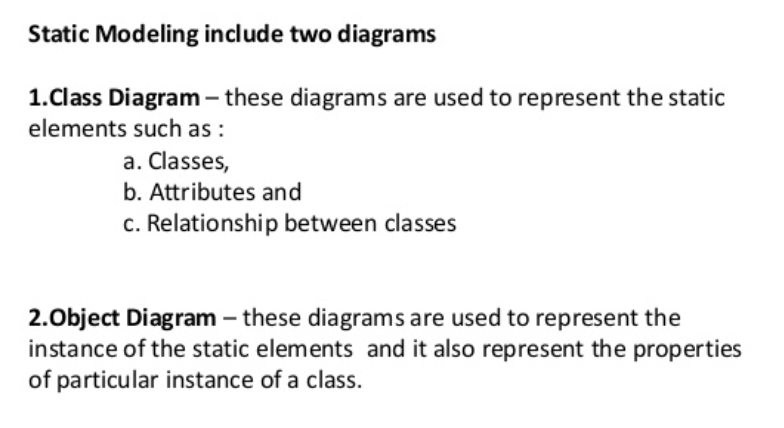 Static Modeling include two diagrams
1.Class Diagram – these diagrams are used to represent the static
elements such as :
a. Classes,
b. Attributes and
c. Relationship between classes
2.Object Diagram – these diagrams are used to represent the
instance of the static elements  and it also represent the properties
of particular instance of a class.